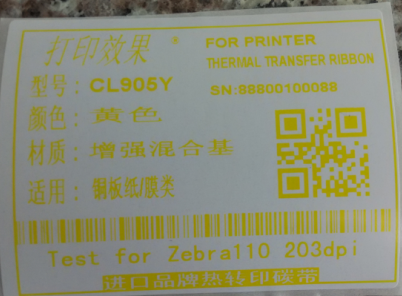 打印效果 ® FOR PRINTER
THERMAL TRANSFER RIBBON
型号：CL905Y SN:88800100088
颜色：黄色
材质：增强混合基
适用：铜板纸/膜类
Test for Zebra110 203dpi
进口品牌热转印碳带